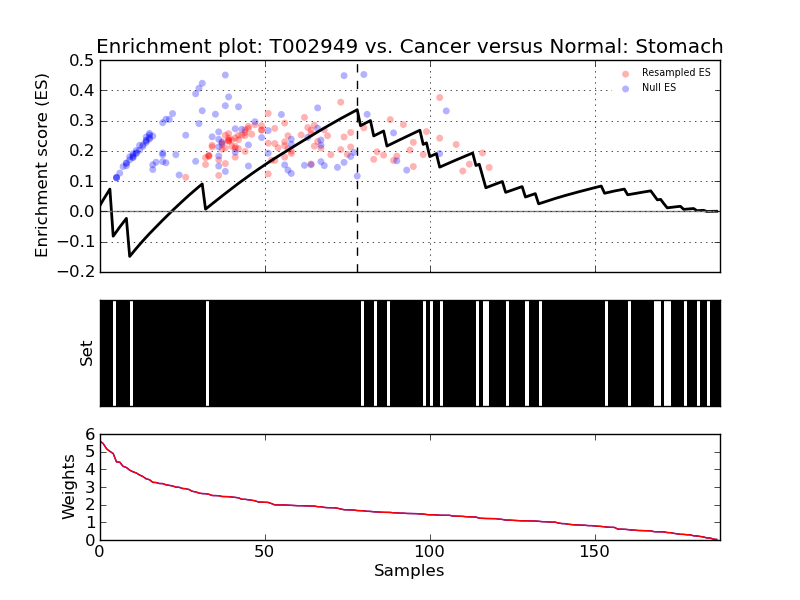 Enrichment plot: T002949 vs. Cancer versus Normal: Stomach
Enrichment score (ES)
0.5
0.4
0.3
0.2
0.1
0.0
−0.1
−0.2
Resampled ES
Null ES
Set
Weights
6
5
4
3
2
1
0
0 50 100 150
Samples